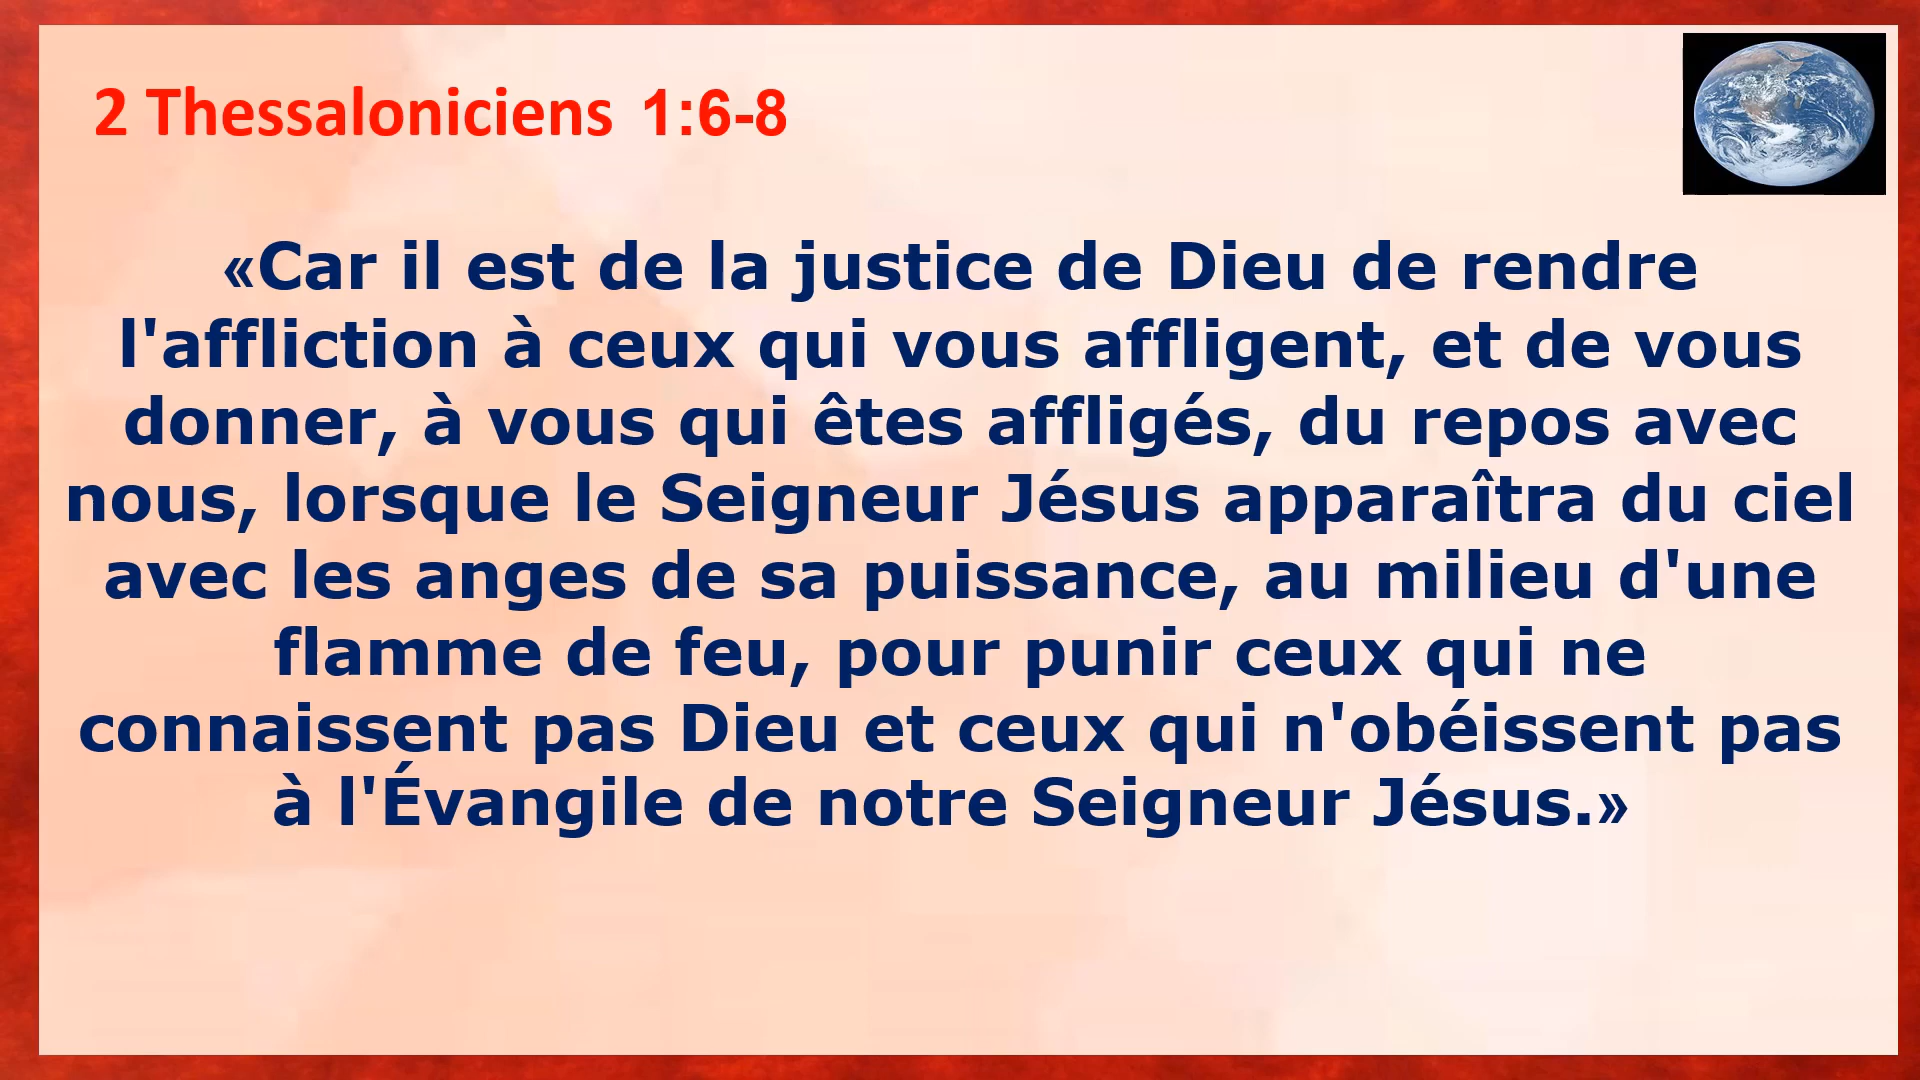 2 Thessaloniciens 1:6-8
«Car il est de la justice de Dieu de rendre
l'affliction à ceux qui vous affligent, et de vous
donner, à vous qui êtes affligés, du repos avec
nous, lorsque le Seigneur Jésus apparaîtra du ciel
avec les anges de sa puissance, au milieu d'une
flamme de feu, pour punir ceux qui ne
connaissent pas Dieu et ceux qui n'obéissent pas
à l'Évangile de notre Seigneur Jésus.»